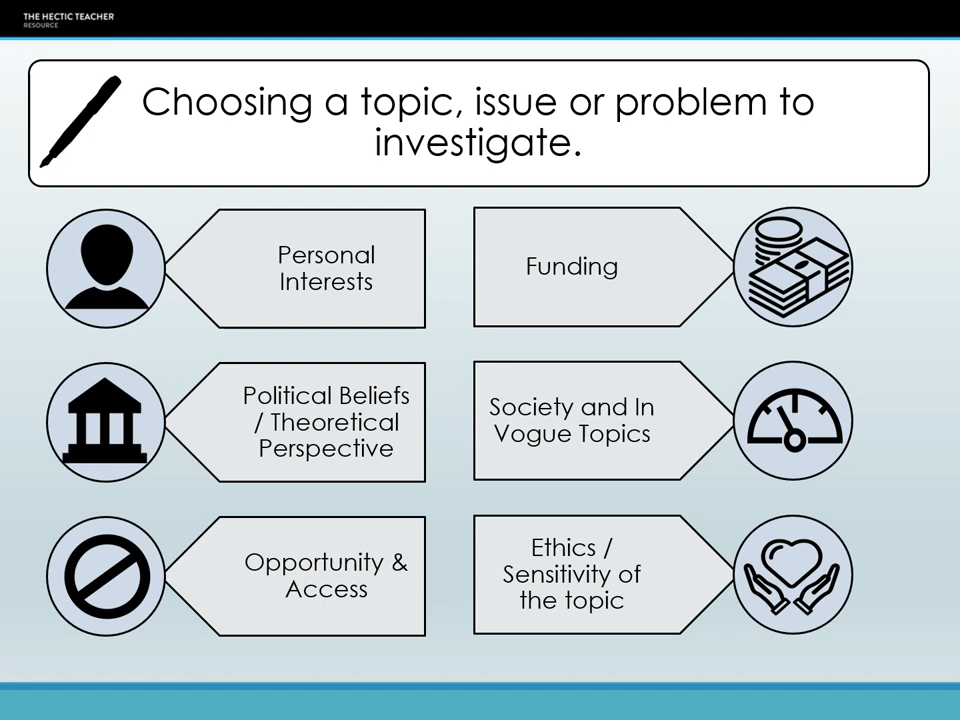 THE HECTIC TEACHER
RESOURCE
Choosing a topic, issue or problem to
investigate.
Personal
Interests
Funding
Political Beliefs
/ Theoretical
Perspective
Society and In
Vogue Topics
Opportunity &
Access
Ethics /
Sensitivity of
the topic